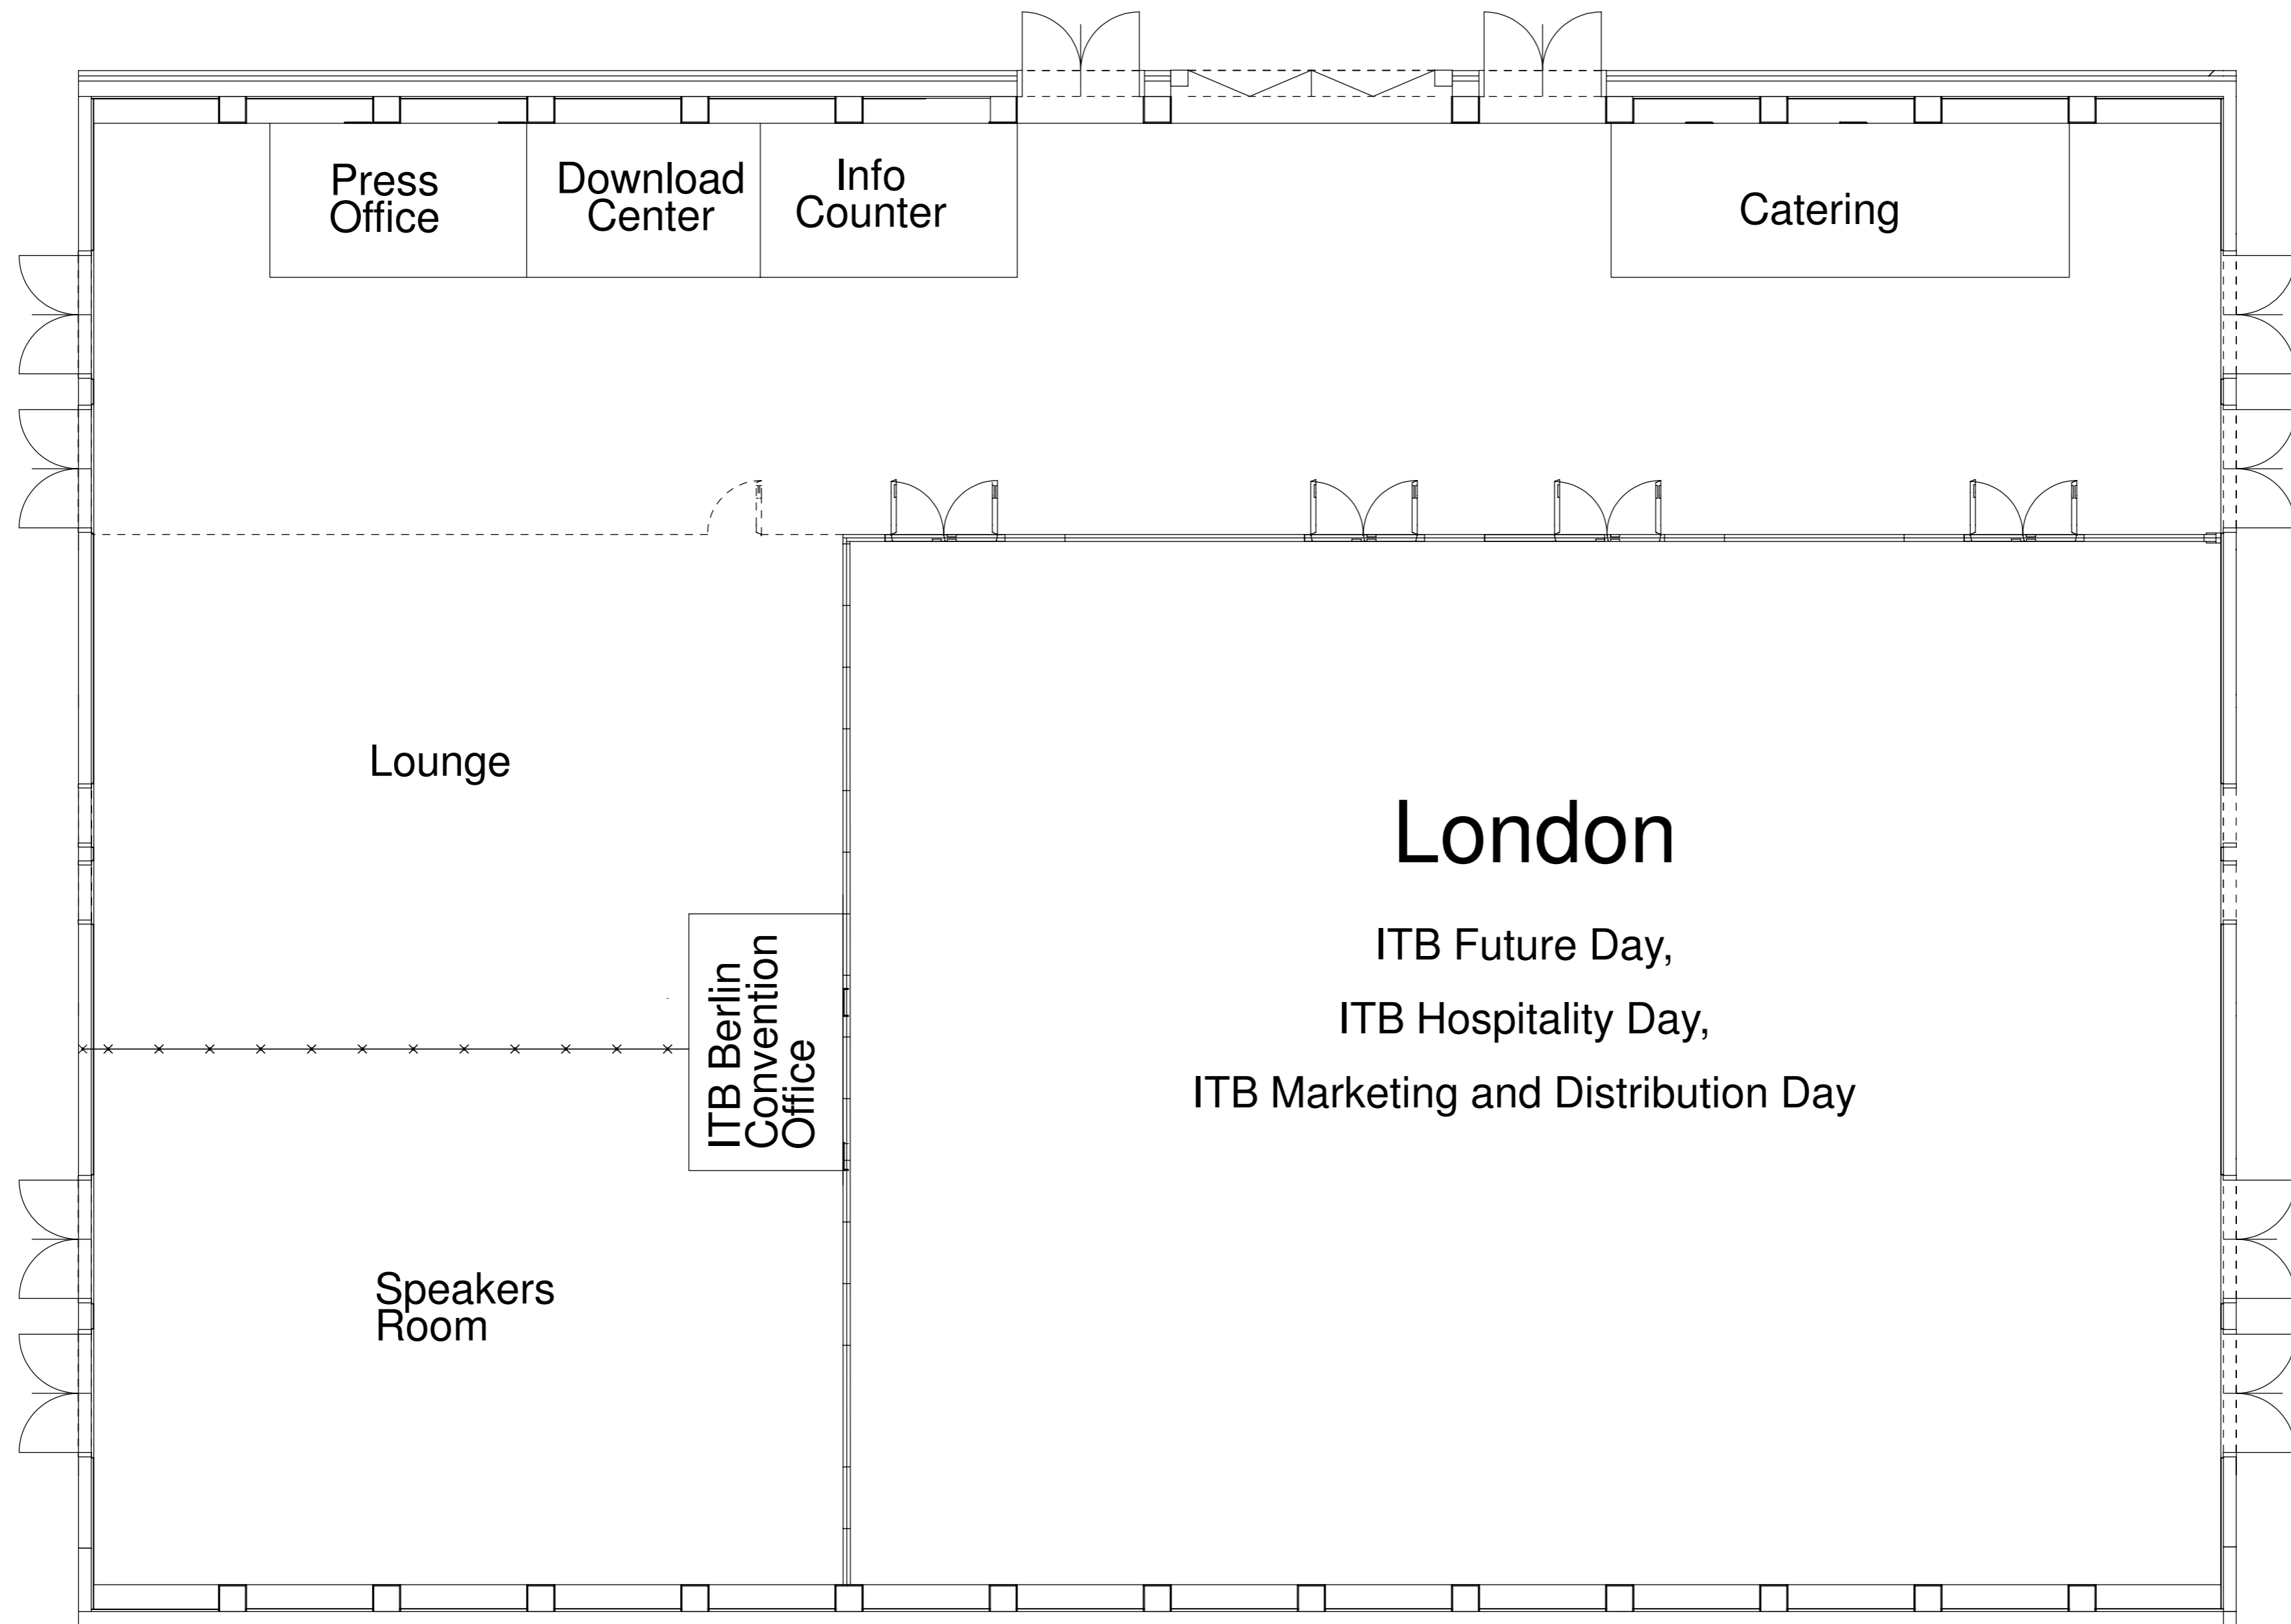 Press
Office
Download
Center
Info
Counter
Catering
Lounge
London
ITB Future Day,
ITB Hospitality Day,
ITB Marketing and Distribution Day
ITB Berlin
Convention
Office
Speakers
Room